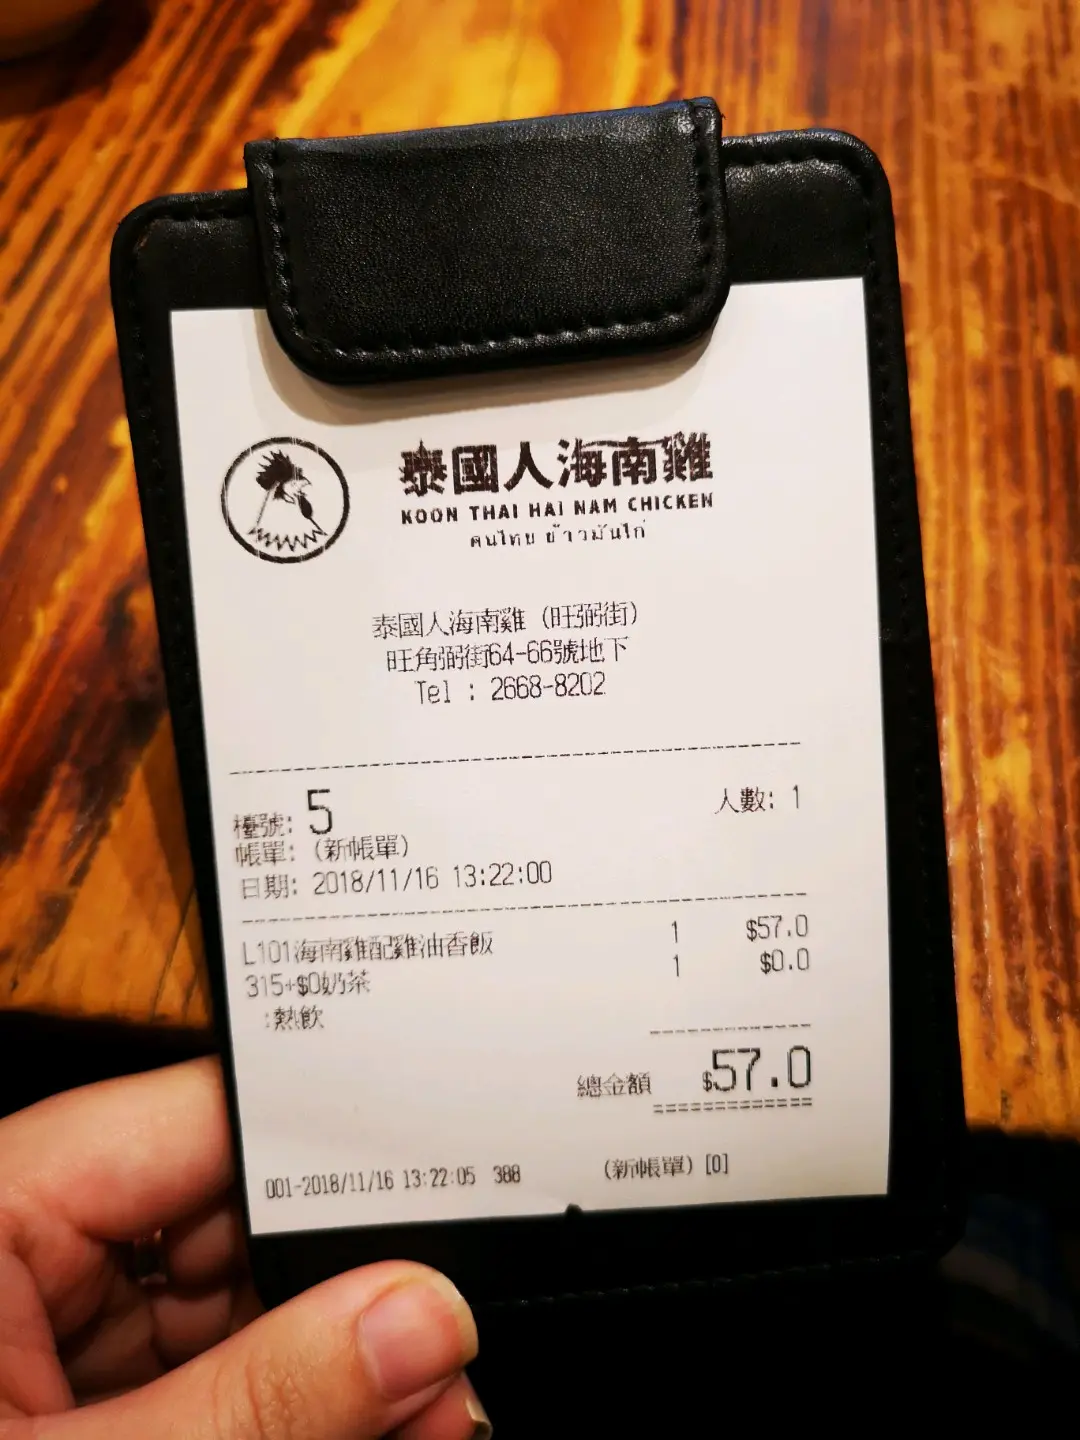 泰國人海南雞
KOON THAI HAI NAM CHICKEN
คนไทย ข้าวมันไก่
泰國人海南雞 (旺弼街)
旺角弼街64-66號地下
Tel : 2668-8202
檯號: 5 人數: 1
帳單: (新帳單)
日期: 2018/11/16 13:22:00
L101海南雞配雞油香飯 1 $57.0
315+$0奶茶 1 $0.0
:熱飲
總金額 $57.0
001-2018/11/16 13:22:05 388 (新帳單) [0]